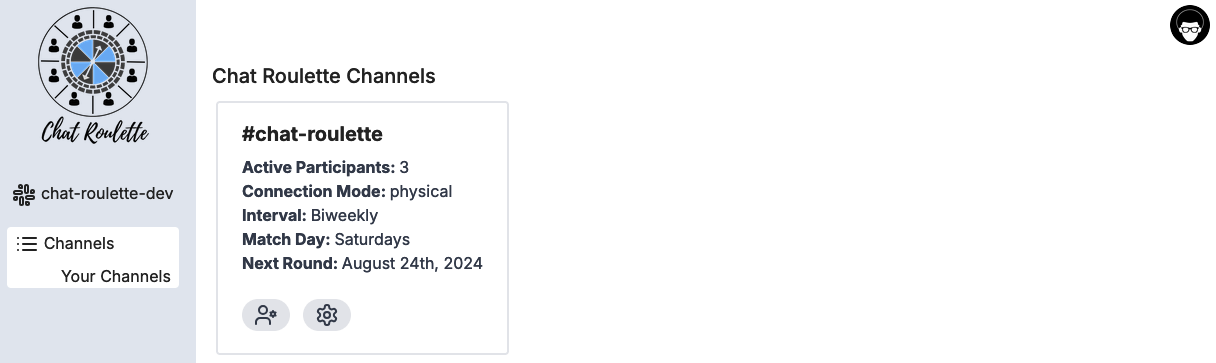 Chat Roulette
chat-roulette-dev
Channels
Your Channels
Chat Roulette Channels
#chat-roulette
Active Participants: 3
Connection Mode: physical
Interval: Biweekly
Match Day: Saturdays
Next Round: August 24th, 2024